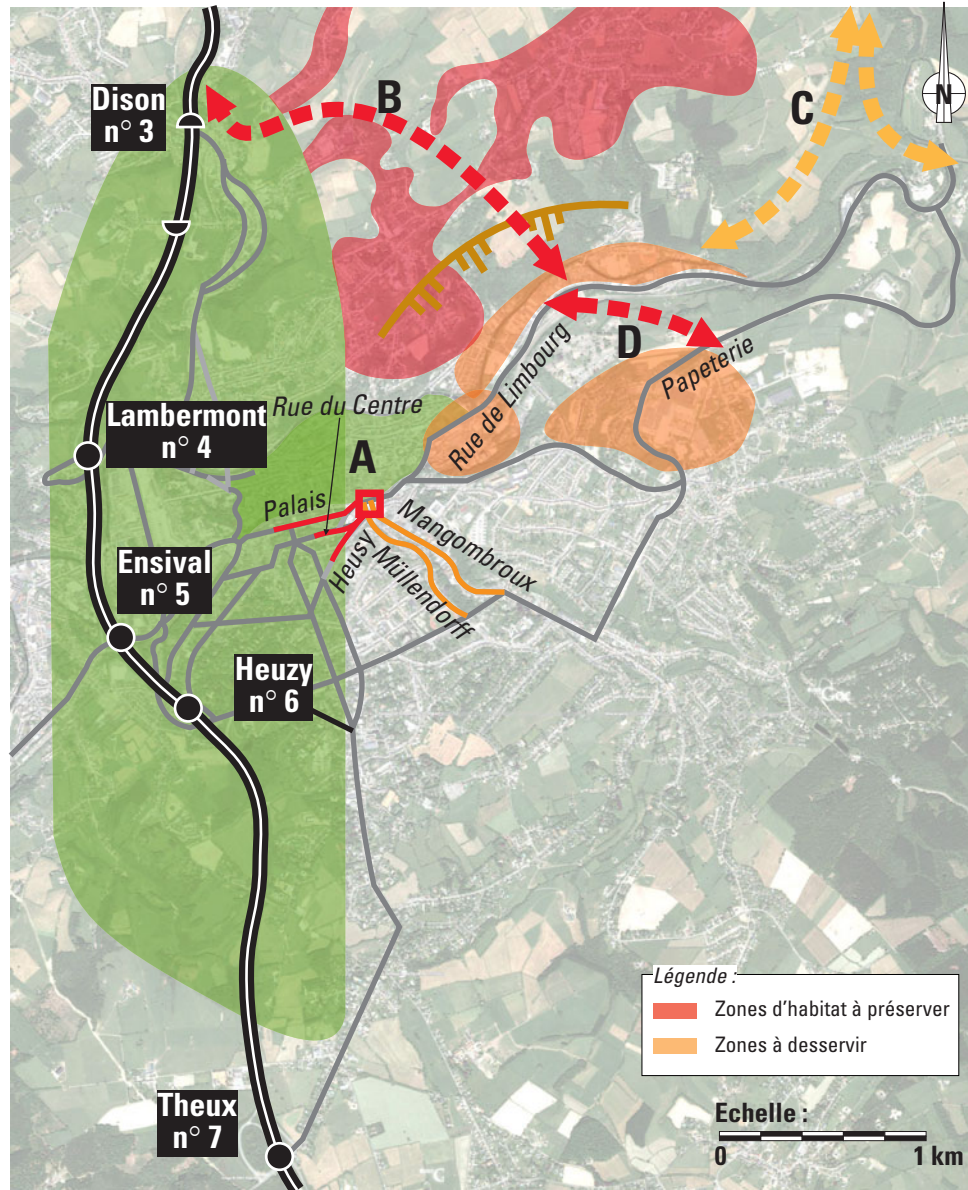 N
Dison
n° 3
B
C
D
Papeterie
Rue de Limbourg
Rue du Centre
Lambermont
n° 4
A
Palais
Mangombroux
Müllendorff
Heusy
Ensival
n° 5
Heuzy
n° 6
Légende :
Zones d'habitat à préserver
Zones à desservir
Theux
n° 7
Echelle :
0 1 km